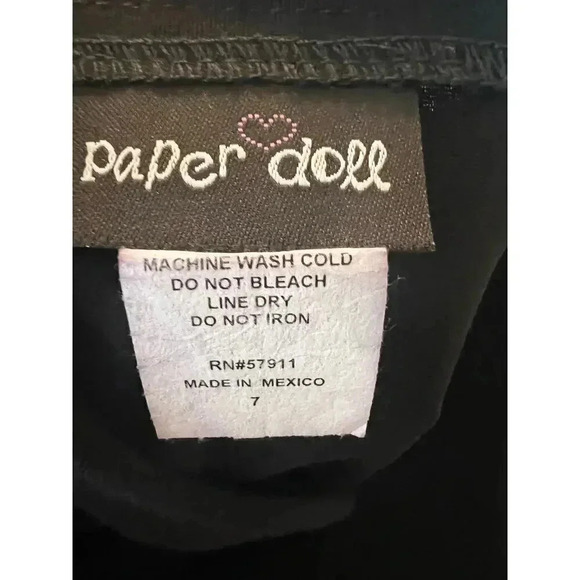 paper doll
MACHINE WASH COLD
DO NOT BLEACH
LINE DRY
DO NOT IRON
RN#57911
MADE IN MEXICO
7